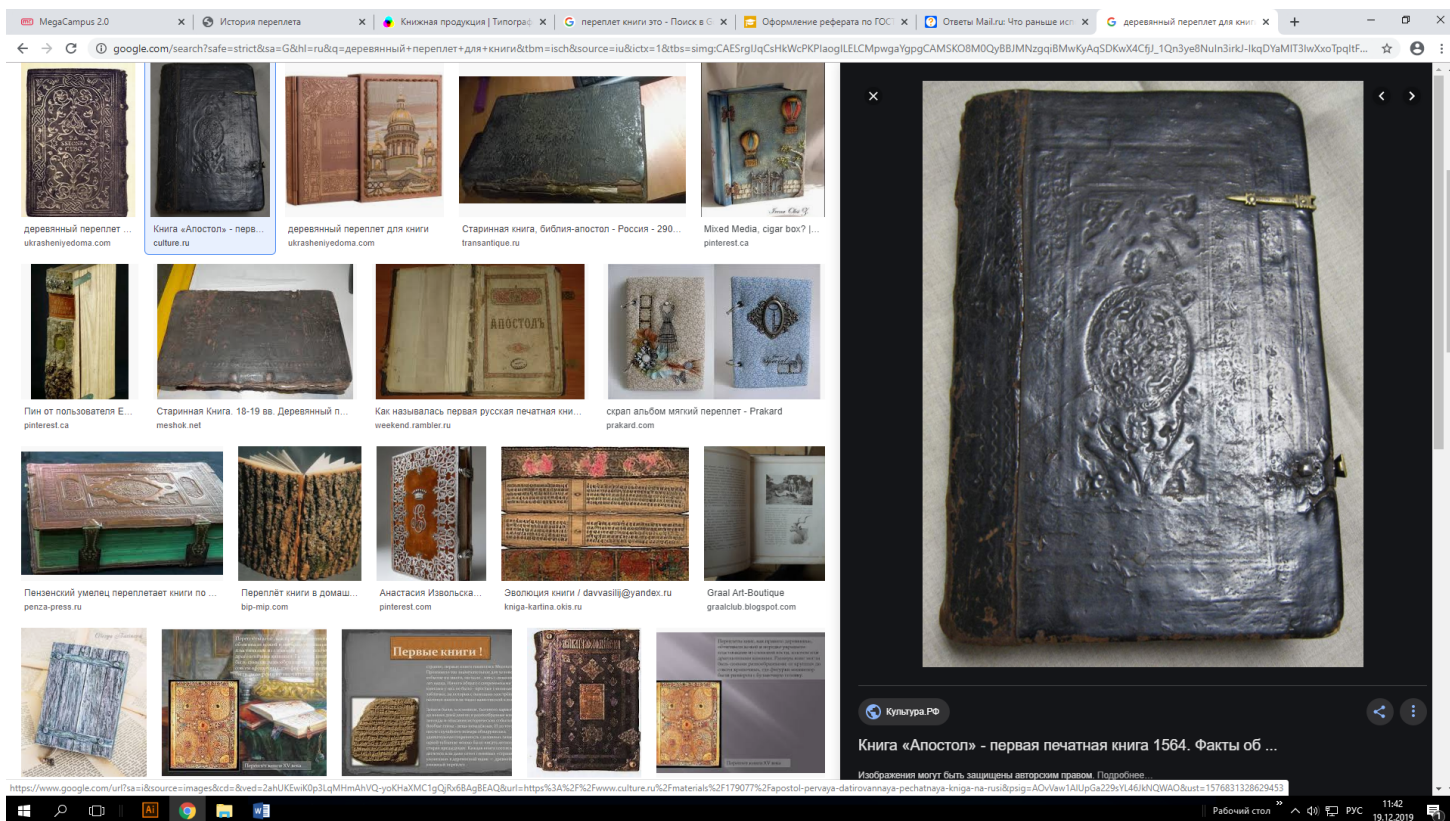 MegaCampus 2.0
История переплета
Книжная продукция | Типограф
переплет книги это - Поиск в G
Оформление реферата по ГОСТ
Ответы Mail.ru: Что раньше исп
деревянный переплет для книг
google.com/search?safe=strict&sa=G&hl=ru&q=деревянный+переплет+для+книги&tbm=isch&source=iu&ictx=1&tbs=simg:
деревянный переплет ...
ukrasheniyedoma.com
Книга «Апостол» - перв...
culture.ru
деревянный переплет для книги
ukrasheniyedoma.com
Старинная книга, библия-апостол - Россия - 290...
transantique.ru
Mixed Media, cigar box? |...
pinterest.ca
АПОСТОЛЪ
Пин от пользователя E...
pinterest.ca
Старинная Книга. 18-19 вв. Деревянный п...
meshok.net
Как называлась первая русская печатная кни...
weekend.rambler.ru
скрап альбом мягкий переплет - Prakard
prakard.com
Пензенский умелец переплетает книги по ...
penza-press.ru
Переплёт книги в домаш...
bip-mip.com
Анастасия Извольска...
pinterest.com
Эволюция книги / davvasilij@yandex.ru
kniga-kartina.okis.ru
Graal Art-Boutique
graalclub.blogspot.com
Первые книги !
Переплет книги XV века
Культура.РФ
Книга «Апостол» - первая печатная книга 1564. Факты об ...
Изображения могут быть защищены авторским правом. Подробнее...
Рабочий стол
РУС
11:42
19.12.2019